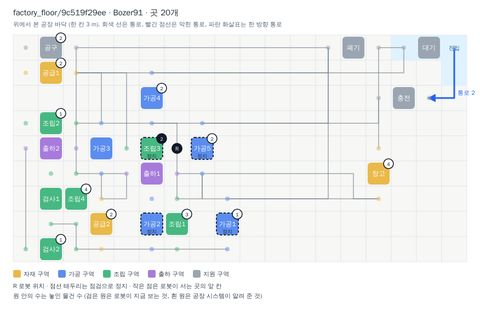 factory_floor/9c519f29ee · Bozer91 · 곳 20개
위에서 본 공장 바닥 (한 칸 3 m). 회색 선은 통로, 빨간 점선은 막힌 통로, 파란 화살표는 한 방향 통로
공구 2 폐기 대기 진입
공급1 2
가공4 2 충전 통로 2
조립2 1
출하2 가공3 조립3 2 R 가공5 2
출하1 창고 4
검사1 조립4 4
공급2 2 가공2 2 조립1 3 가공1 1
검사2 1
자재 구역 가공 구역 조립 구역 출하 구역 지원 구역
R 로봇 위치 · 점선 테두리는 점검으로 정지 · 작은 점은 로봇이 서는 곳의 앞 칸
원 안의 수는 놓인 물건 수 (검은 원은 로봇이 지금 보는 것, 흰 원은 공장 시스템이 알려 준 것)